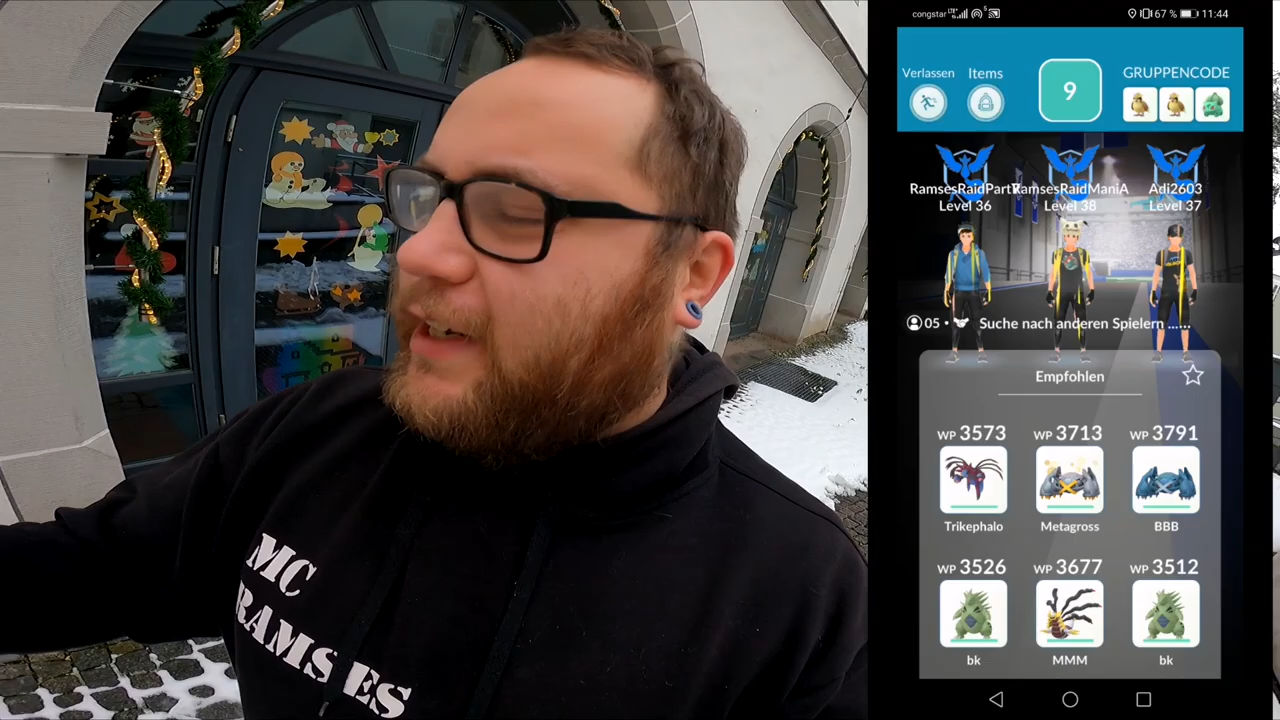 MC
RAMSES
congstar
67 % 11:44
Verlassen
Items
9
GRUPPENCODE
RamsesRaidPart
RamsesRaidManiA
Adi2603
Level 36
Level 38
Level 37
05 • Suche nach anderen Spielern ......
Empfohlen
WP 3573
WP 3713
WP 3791
Trikephalo
Metagross
BBB
WP 3526
WP 3677
WP 3512
bk
MMM
bk